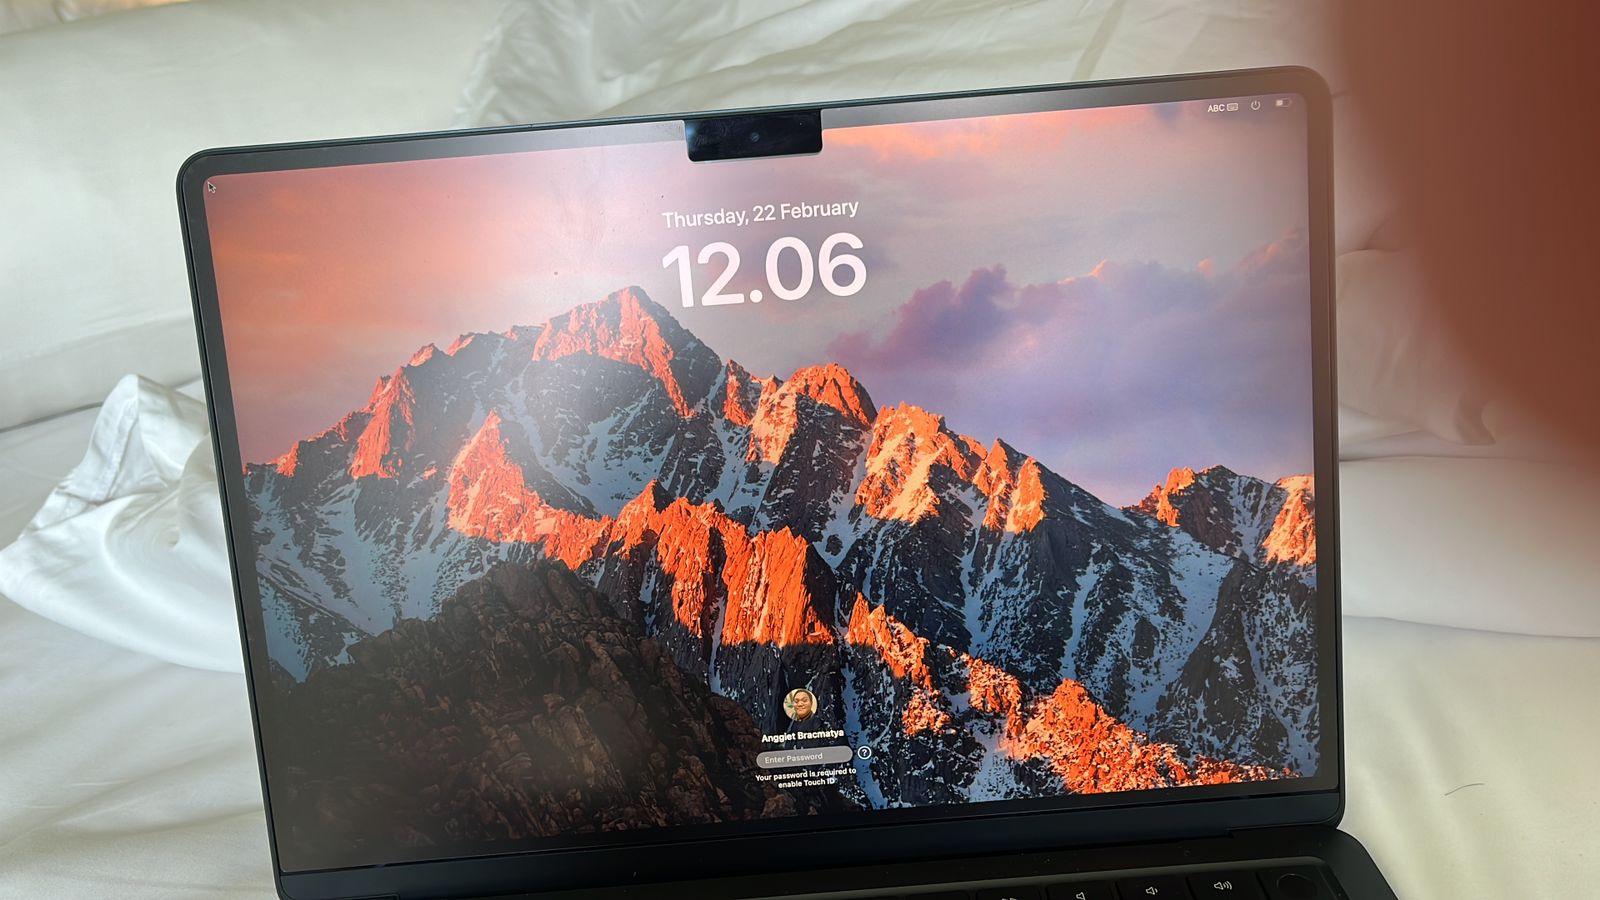 ABC
Thursday, 22 February
12.06
Anggiet Bracmatya
Enter Password
?
Your password is required to
enable Touch ID